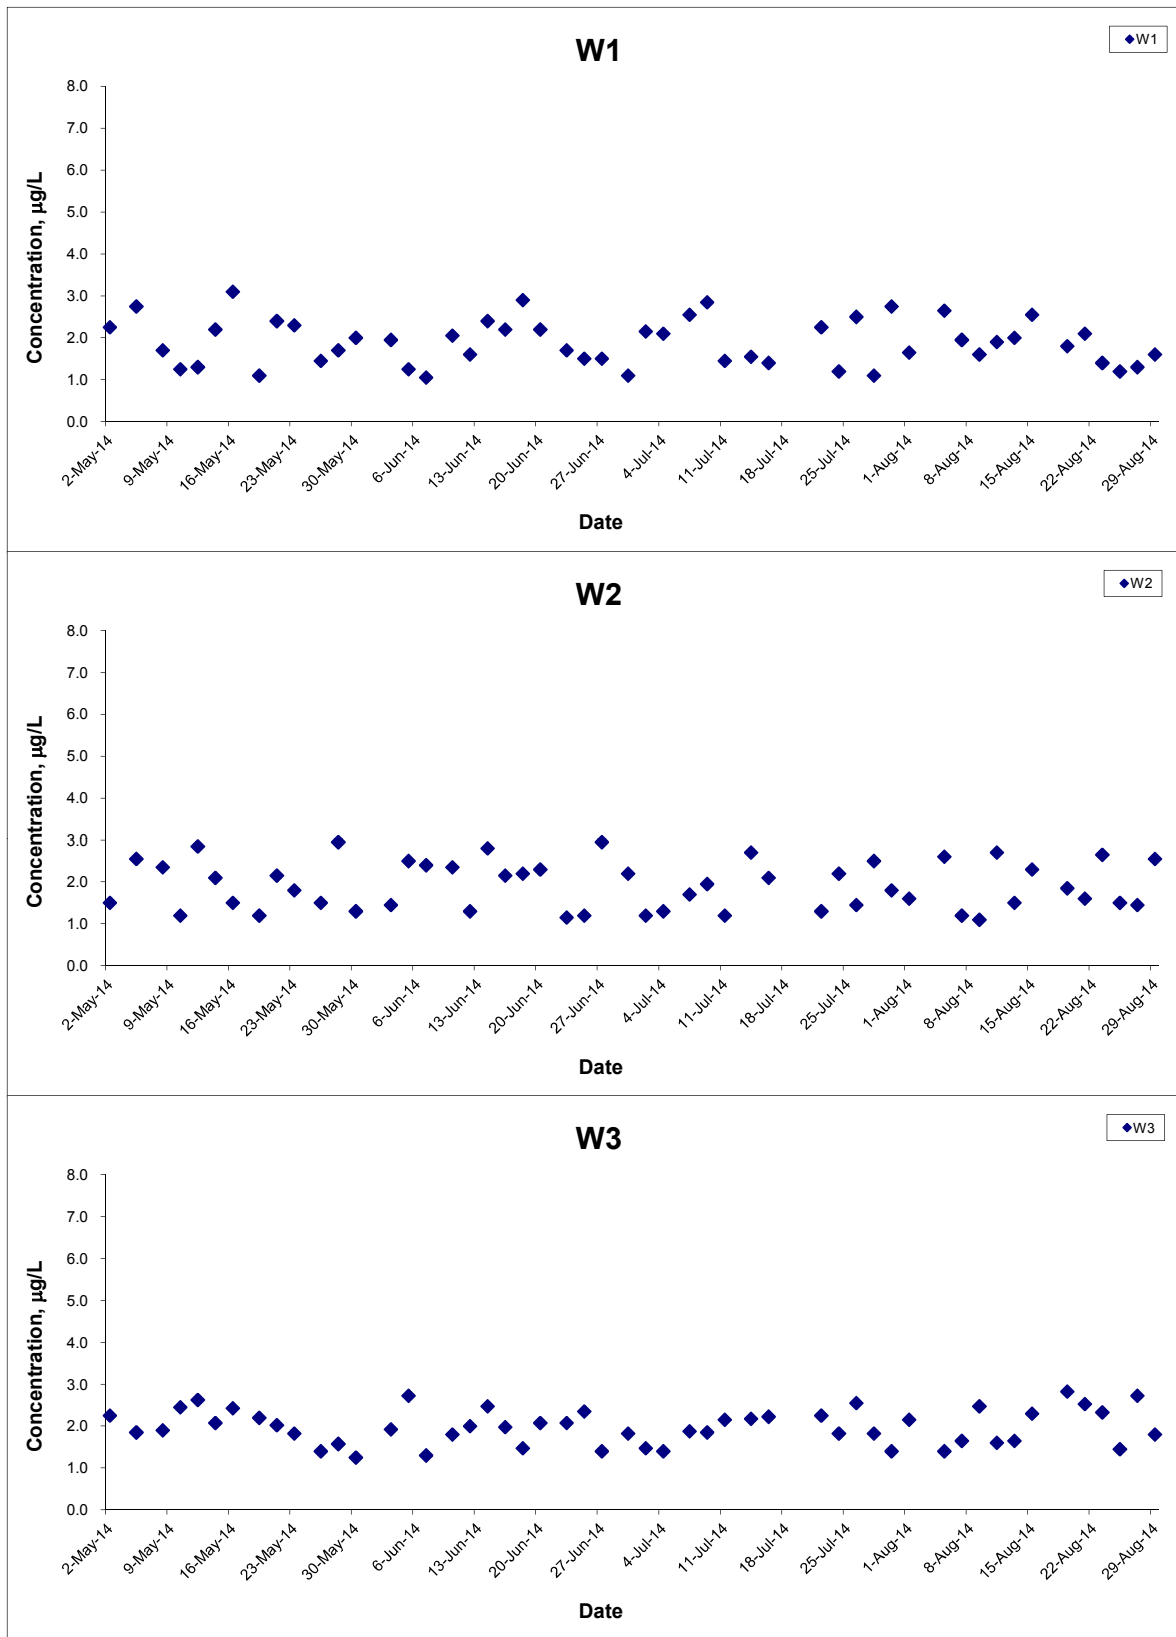 W1
W1
8.0
7.0
6.0
5.0
4.0
3.0
2.0
1.0
0.0
Concentration, µg/L
2-May-14
9-May-14
16-May-14
23-May-14
30-May-14
6-Jun-14
13-Jun-14
20-Jun-14
27-Jun-14
4-Jul-14
11-Jul-14
18-Jul-14
25-Jul-14
1-Aug-14
8-Aug-14
15-Aug-14
22-Aug-14
29-Aug-14
Date
W2
W2
8.0
7.0
6.0
5.0
4.0
3.0
2.0
1.0
0.0
Concentration, µg/L
2-May-14
9-May-14
16-May-14
23-May-14
30-May-14
6-Jun-14
13-Jun-14
20-Jun-14
27-Jun-14
4-Jul-14
11-Jul-14
18-Jul-14
25-Jul-14
1-Aug-14
8-Aug-14
15-Aug-14
22-Aug-14
29-Aug-14
Date
W3
W3
8.0
7.0
6.0
5.0
4.0
3.0
2.0
1.0
0.0
Concentration, µg/L
2-May-14
9-May-14
16-May-14
23-May-14
30-May-14
6-Jun-14
13-Jun-14
20-Jun-14
27-Jun-14
4-Jul-14
11-Jul-14
18-Jul-14
25-Jul-14
1-Aug-14
8-Aug-14
15-Aug-14
22-Aug-14
29-Aug-14
Date